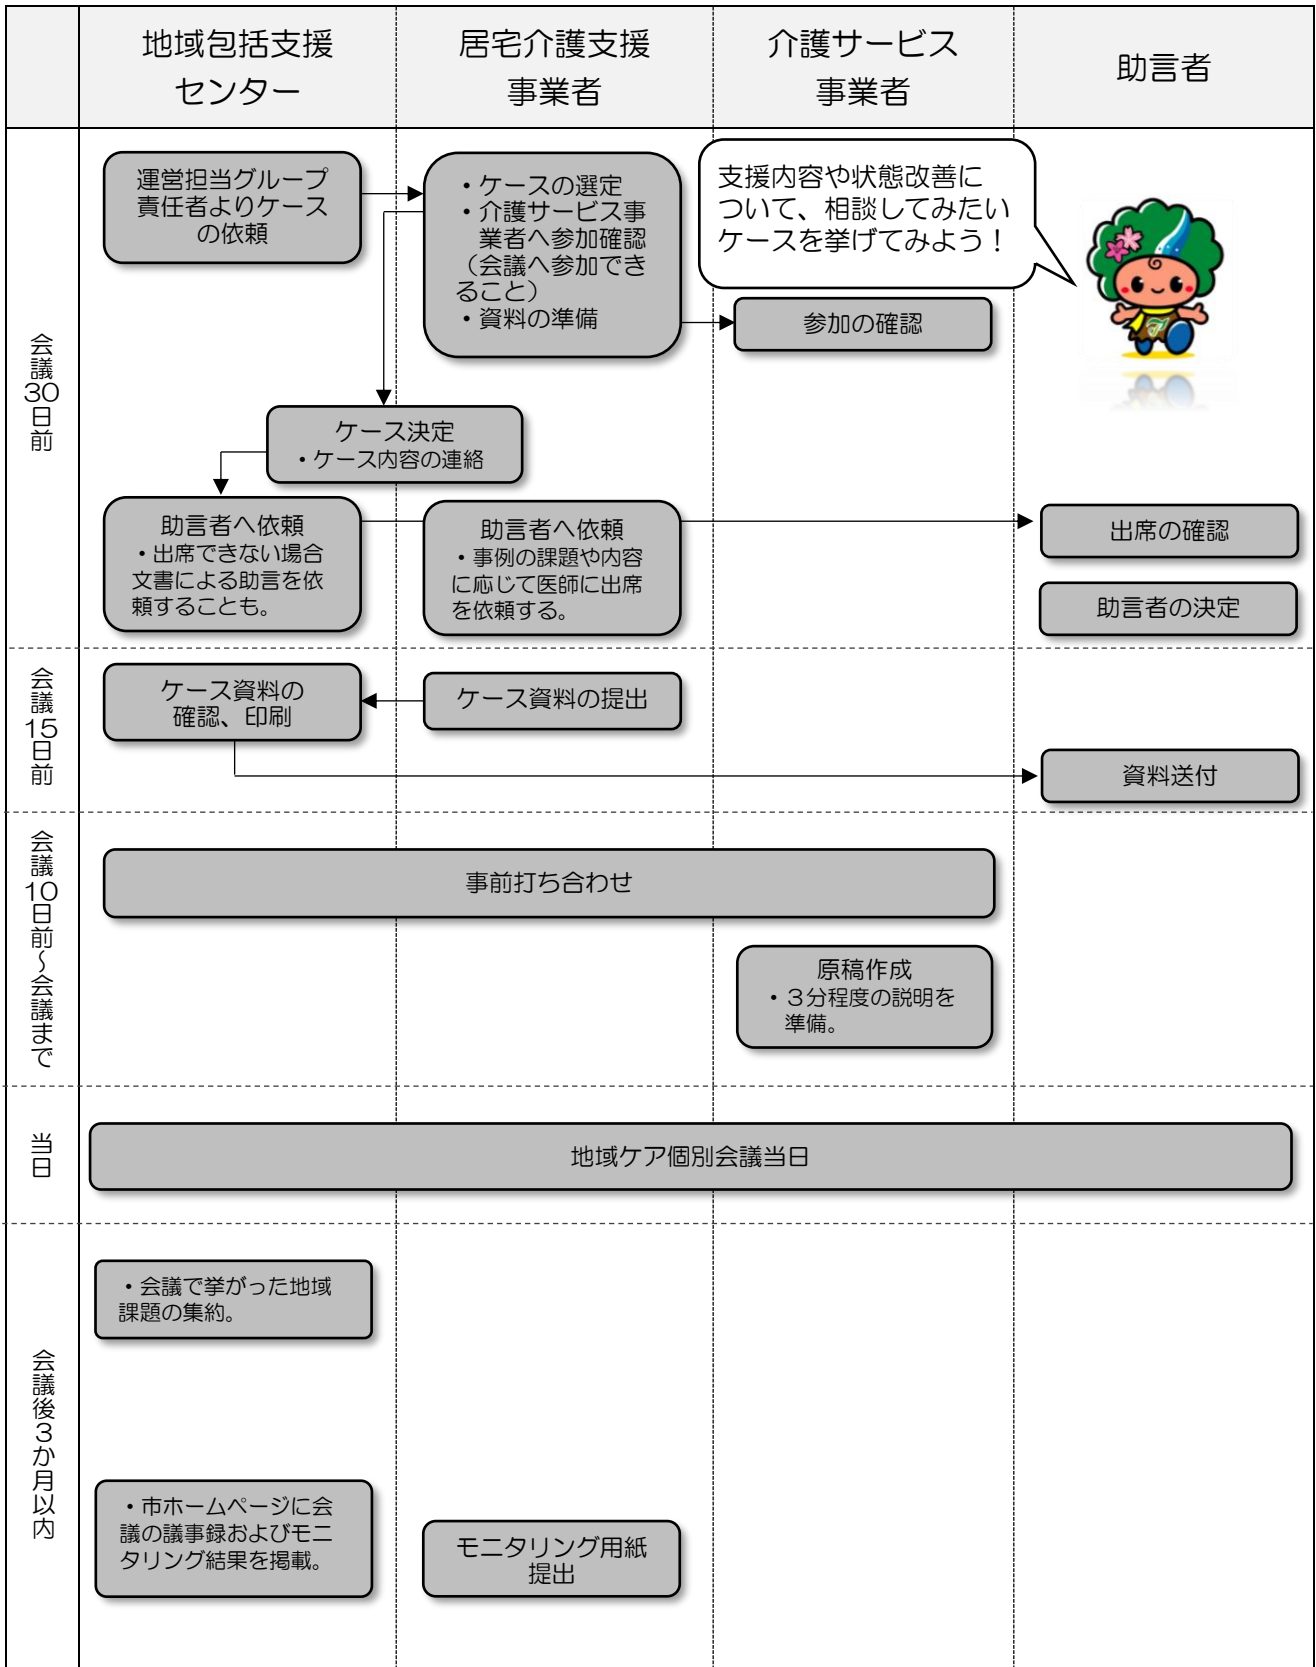 地域包括支援
センター
居宅介護支援
事業者
介護サービス
事業者
助言者
会議30日前
運営担当グループ
責任者よりケース
の依頼
・ケースの選定
・介護サービス事
業者へ参加確認
（会議へ参加でき
ること）
・資料の準備
支援内容や状態改善に
ついて、相談してみたい
ケースを挙げてみよう！
参加の確認
ケース決定
・ケース内容の連絡
助言者へ依頼
・出席できない場合
文書による助言を依
頼することも。
助言者へ依頼
・事例の課題や内容
に応じて医師に出席
を依頼する。
出席の確認
助言者の決定
会議15日前
ケース資料の
確認、印刷
ケース資料の提出
資料送付
会議10日前～会議まで
事前打ち合わせ
原稿作成
・３分程度の説明を
準備。
当日
地域ケア個別会議当日
会議後３か月以内
・会議で挙がった地域
課題の集約。
・市ホームページに会
議の議事録およびモニ
タリング結果を掲載。
モニタリング用紙
提出